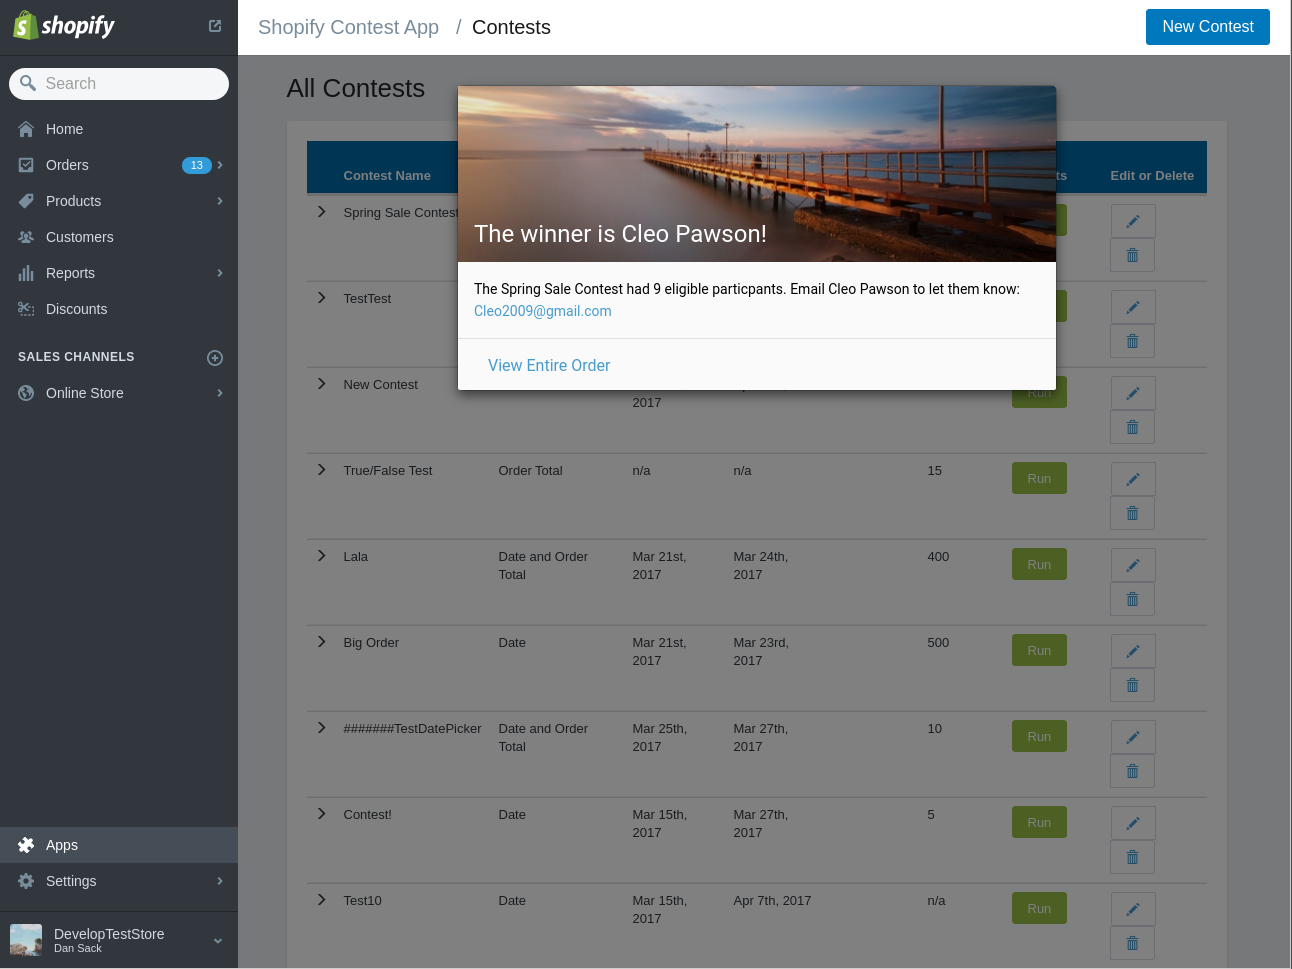 shopify
Shopify Contest App / Contests
New Contest
Search
Home
Orders 13
Products
Customers
Reports
Discounts
SALES CHANNELS
Online Store
Apps
Settings
DevelopTestStore
Dan Sack
All Contests
Contest Name
ts
Edit or Delete
The winner is Cleo Pawson!
The Spring Sale Contest had 9 eligible particpants. Email Cleo Pawson to let them know:
Cleo2009@gmail.com
View Entire Order
Spring Sale Contest
TestTest
New Contest
2017
Run
True/False Test Order Total n/a n/a 15 Run
Lala Date and Order Mar 21st, Mar 24th, 400 Run
Total 2017 2017
Big Order Date Mar 21st, Mar 23rd, 500 Run
2017 2017
#######TestDatePicker Date and Order Mar 25th, Mar 27th, 10 Run
Total 2017 2017
Contest! Date Mar 15th, Mar 27th, 5 Run
2017 2017
Test10 Date Mar 15th, Apr 7th, 2017 n/a Run
2017